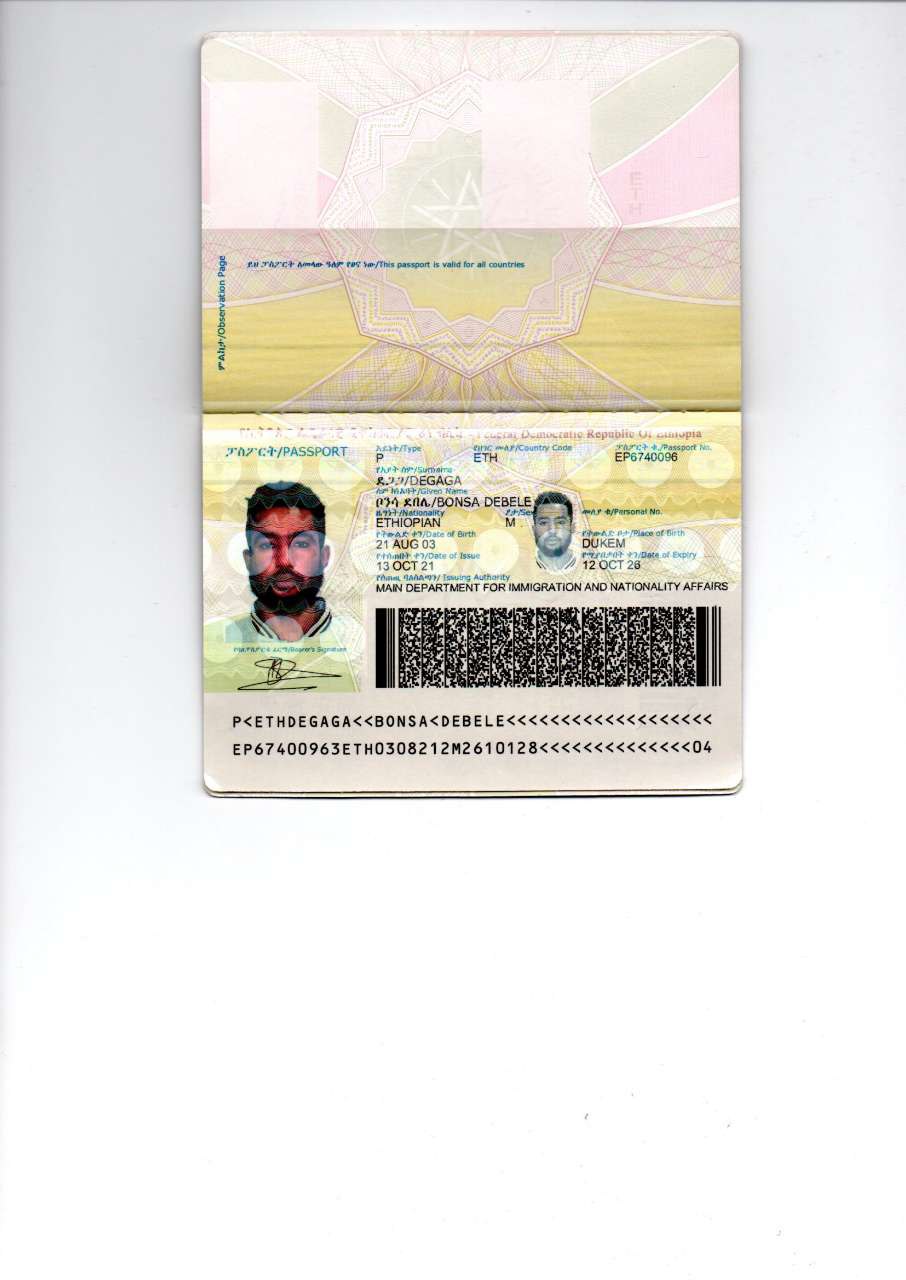 ETH
ምልከታ/Observation Page
ይህ ፓስፖርት ለመላው ዓለም የፀና ነው/This passport is valid for all countries
Federal Democratic Republic Of Ethiopia
ፓስፖርት/PASSPORT
አይነት/Type
የሀገር መለያ/Country Code
ፓስፖርት ቁ./Passport No.
P
ETH
EP6740096
የአያት ስም/Surname
ደጋጋ/DEGAGA
ስም ከነአባት/Given Name
ቦንሳ ደበሌ/BONSA DEBELE
ዜግነት/Nationality
ፆታ/Sex
መለያ ቁ/Personal No.
ETHIOPIAN
M
የትውልድ ቀን/Date of Birth
የትውልድ ቦታ/Place of Birth
21 AUG 03
DUKEM
የተሰጠበት ቀን/Date of Issue
የሚያበቃበት ቀን/Date of Expiry
13 OCT 21
12 OCT 26
የሰጠዉ ባለስልጣን/ Issuing Authority
MAIN DEPARTMENT FOR IMMIGRATION AND NATIONALITY AFFAIRS
የባለፓስፖርቱ ፊርማ/Bearer's Signature
P<ETHDEGAGA<<BONSA<DEBELE<<<<<<<<<<<<<<<<<<<
EP67400963ETH0308212M2610128<<<<<<<<<<<<<<04